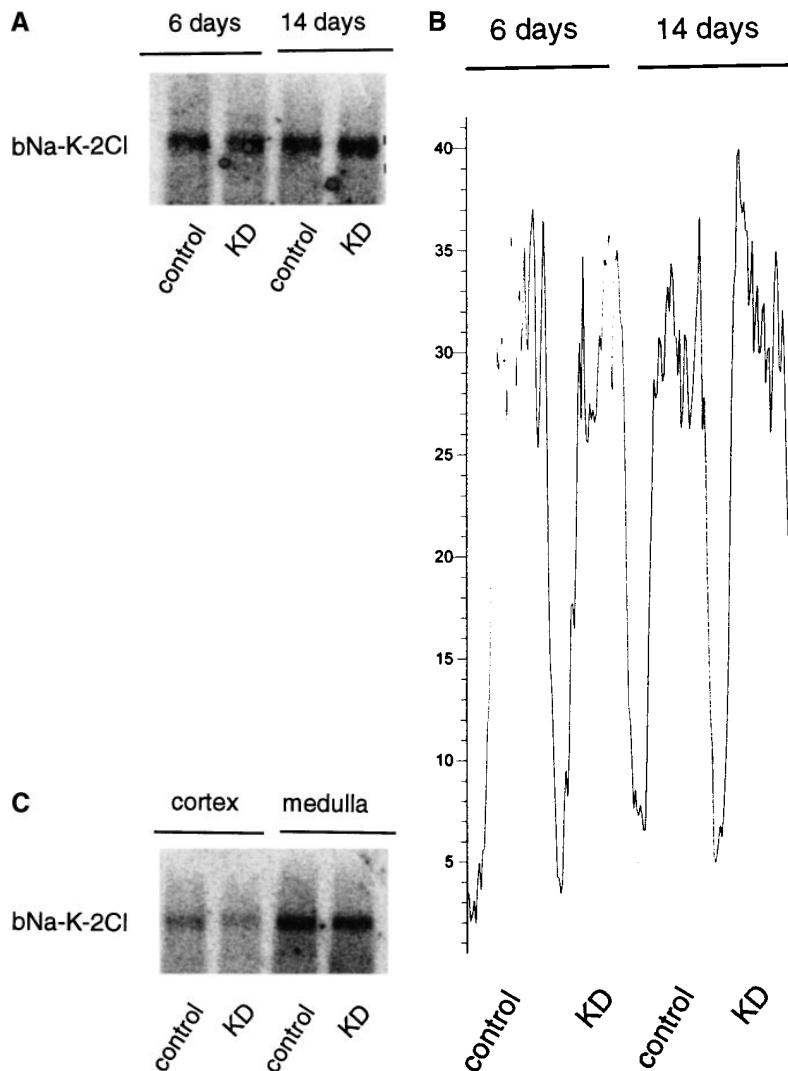 A
6 days 14 days
bNa-K-2Cl
control KD control KD
B
6 days 14 days
40
35
30
25
20
15
10
5
control KD control KD
C
cortex medulla
bNa-K-2Cl
control KD control KD